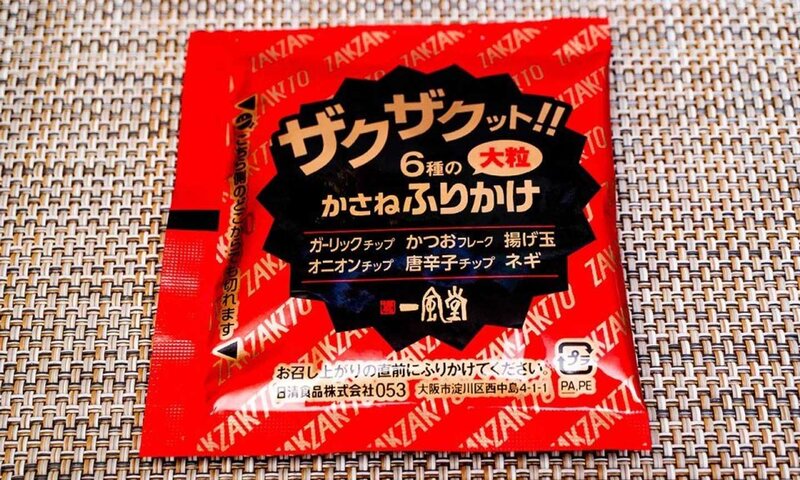 ZAKZAKTTO
ザクザクット!!
6種の 大粒
かさねふりかけ
ガーリックチップ かつおフレーク 揚げ玉
オニオンチップ 唐辛子チップ ネギ
一風堂
お召し上がりの直前にふりかけてください。
日清食品株式会社053 大阪市淀川区西中島4-1-1
プラ
PA,PE
こちら側のどこからでも切れます